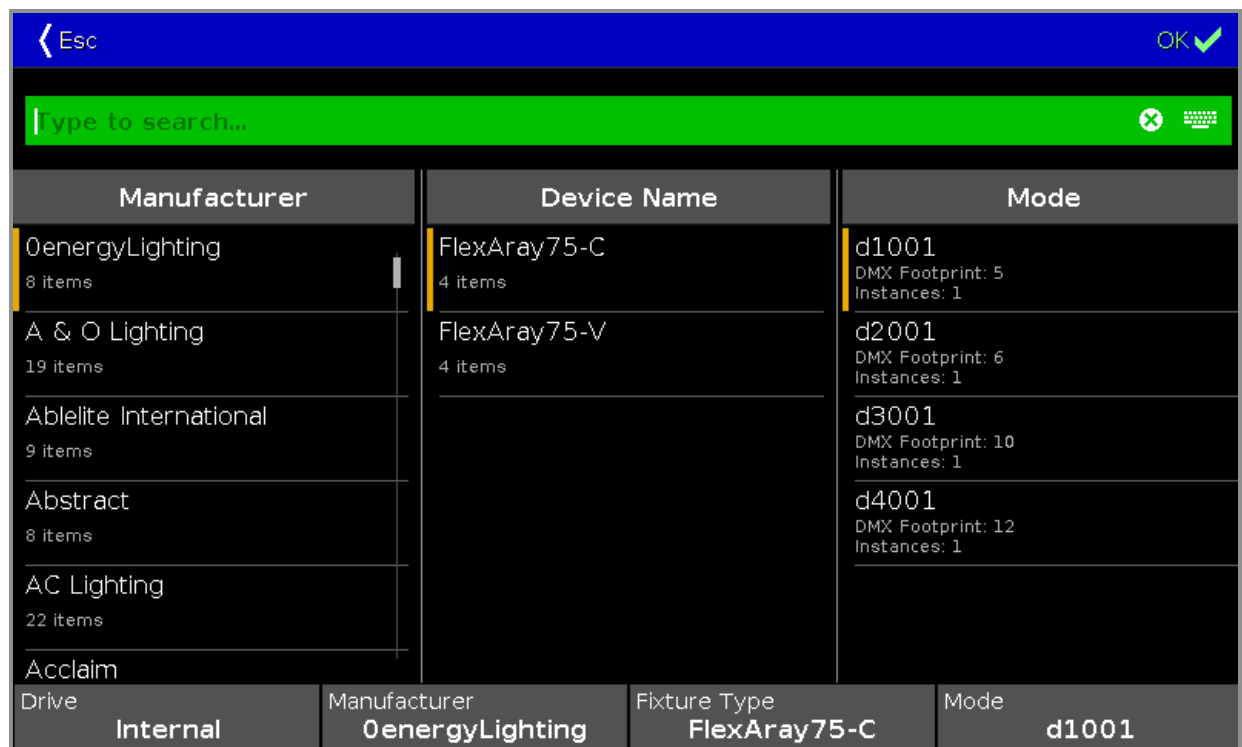 Esc
OK
Type to search...
Manufacturer
Device Name
Mode
0energyLighting
8 items
A & O Lighting
19 items
Ablelite International
9 items
Abstract
8 items
AC Lighting
22 items
Acclaim
FlexAray75-C
4 items
FlexAray75-V
4 items
d1001
DMX Footprint: 5
Instances: 1
d2001
DMX Footprint: 6
Instances: 1
d3001
DMX Footprint: 10
Instances: 1
d4001
DMX Footprint: 12
Instances: 1
Drive
Internal
Manufacturer
0energyLighting
Fixture Type
FlexAray75-C
Mode
d1001